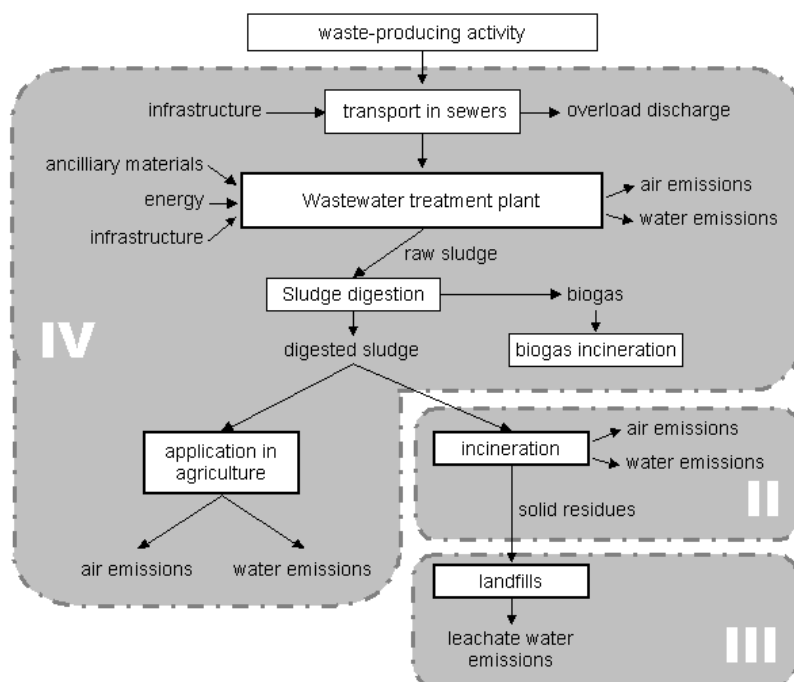 waste-producing activity
infrastructure
transport in sewers
overload discharge
ancilliary materials
energy
infrastructure
Wastewater treatment plant
air emissions
water emissions
raw sludge
Sludge digestion
biogas
IV
digested sludge
biogas incineration
application in
agriculture
incineration
air emissions
water emissions
II
solid residues
air emissions
water emissions
landfills
leachate water
emissions
III